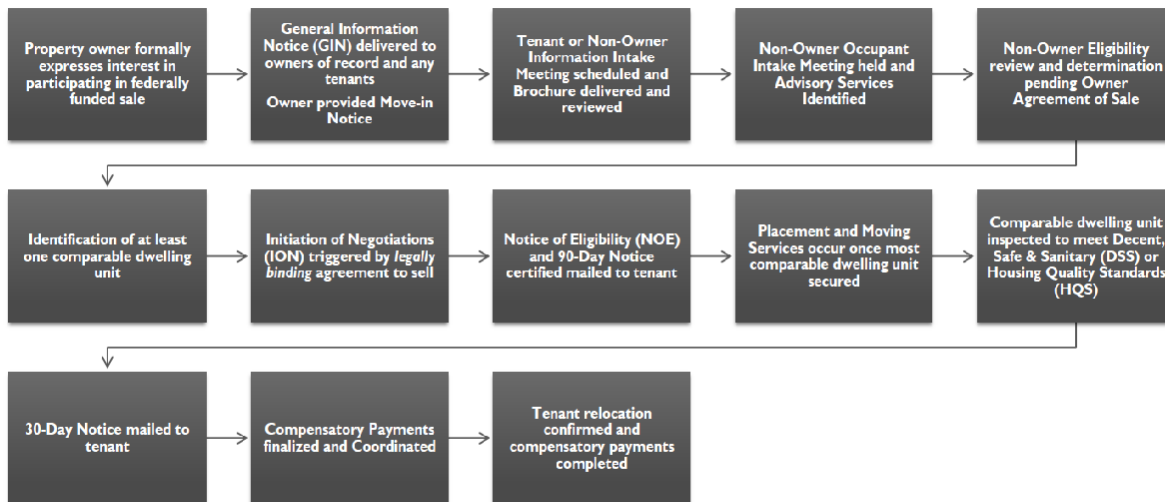 Property owner formally
expresses interest in
participating in federally
funded sale
General Information
Notice (GIN) delivered to
owners of record and any
tenants
Owner provided Move-in
Notice
Tenant or Non-Owner
Information Intake
Meeting scheduled and
Brochure delivered and
reviewed
Non-Owner Occupant
Intake Meeting held and
Advisory Services
Identified
Non-Owner Eligibility
review and determination
pending Owner
Agreement of Sale
Identification of at least
one comparable dwelling
unit
Initiation of Negotiations
(ION) triggered by legally
binding agreement to sell
Notice of Eligibility (NOE)
and 90-Day Notice
certified mailed to tenant
Placement and Moving
Services occur once most
comparable dwelling unit
secured
Comparable dwelling unit
inspected to meet Decent,
Safe & Sanitary (DSS) or
Housing Quality Standards
(HQS)
30-Day Notice mailed to
tenant
Compensatory Payments
finalized and Coordinated
Tenant relocation
confirmed and
compensatory payments
completed